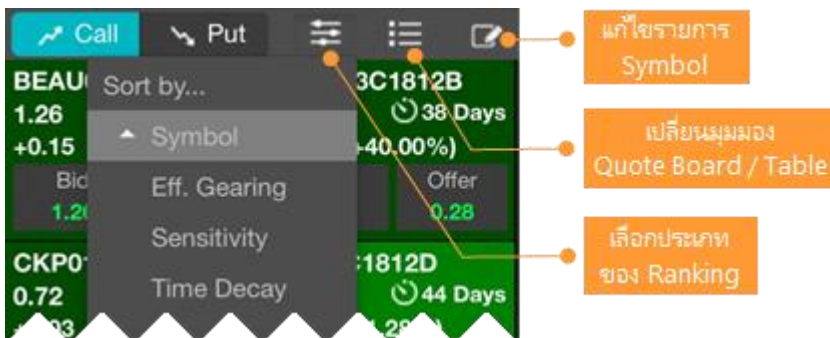 Call
Put
แก้ไขรายการ
Symbol
Sort by...
Symbol
Eff. Gearing
Sensitivity
Time Decay
BEAU
3C1812B
1.26
38 Days
+0.15
40.00%)
Bid
Offer
1.2
0.28
เปลี่ยนมุมมอง
Quote Board / Table
CKP0
1812D
0.72
44 Days
เลือกประเภท
ของ Ranking